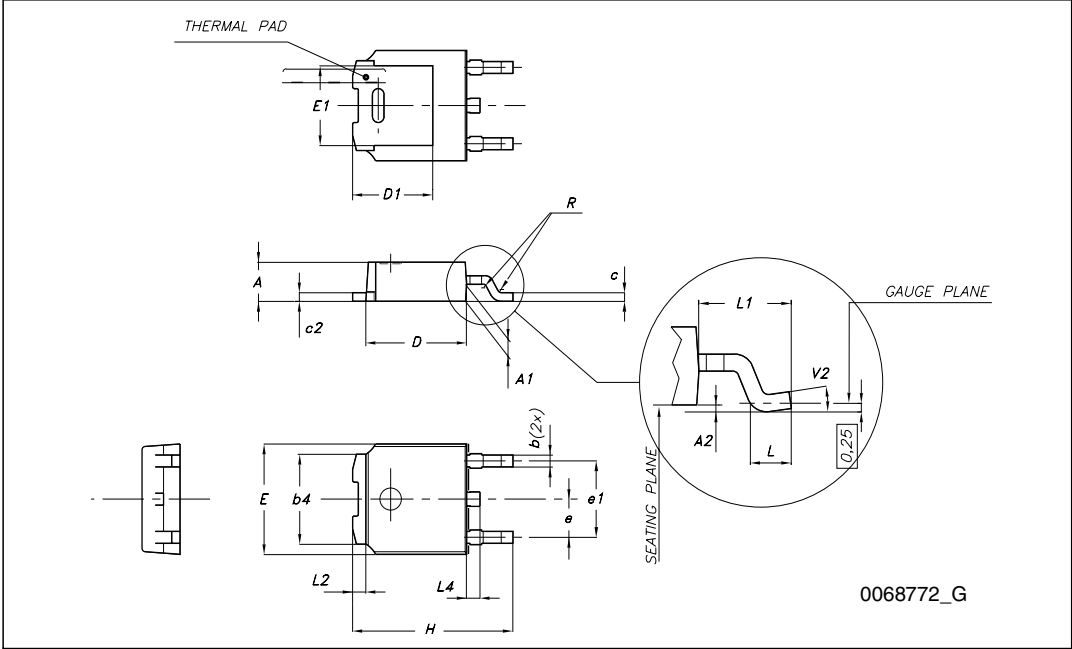 THERMAL PAD
E1
D1
R
A
c2
D
A1
c
L1
GAUGE PLANE
V2
A2
L
0,25
SEATING PLANE
b(2x)
E
b4
e
e1
L2
L4
H
0068772_G